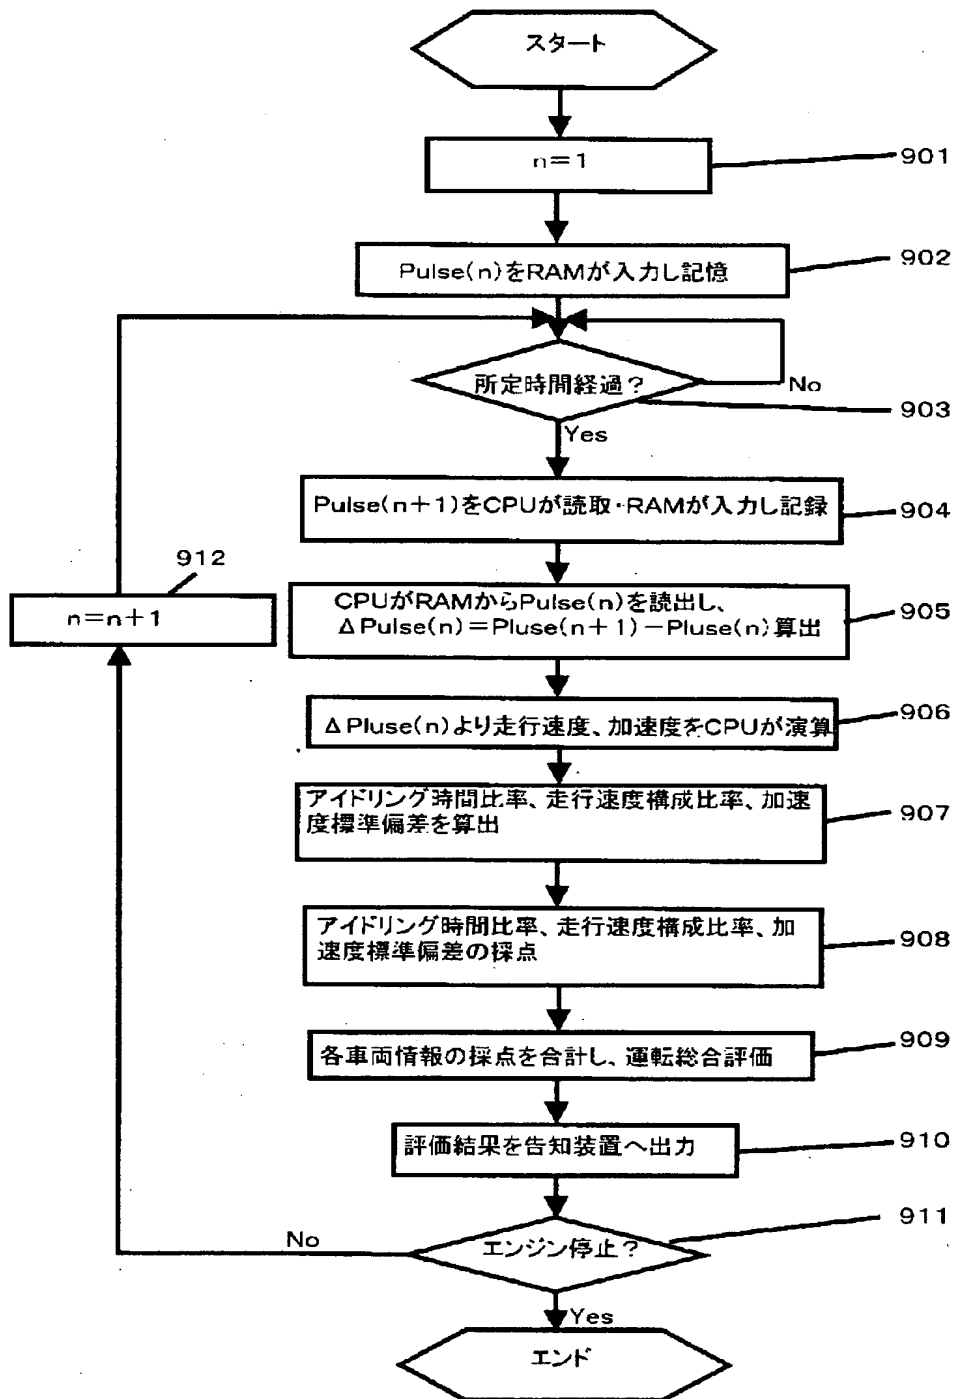 スタート
n=1
901
Pulse(n)をRAMが入力し記憶
902
所定時間経過?
No
903
Yes
Pulse(n+1)をCPUが読取・RAMが入力し記録
904
912
n=n+1
CPUがRAMからPulse(n)を読出し、
ΔPulse(n)=Pluse(n+1)-Pluse(n)算出
905
ΔPluse(n)より走行速度、加速度をCPUが演算
906
アイドリング時間比率、走行速度構成比率、加速
度標準偏差を算出
907
アイドリング時間比率、走行速度構成比率、加
速度標準偏差の採点
908
各車両情報の採点を合計し、運転総合評価
909
評価結果を告知装置へ出力
910
エンジン停止?
911
No
Yes
エンド